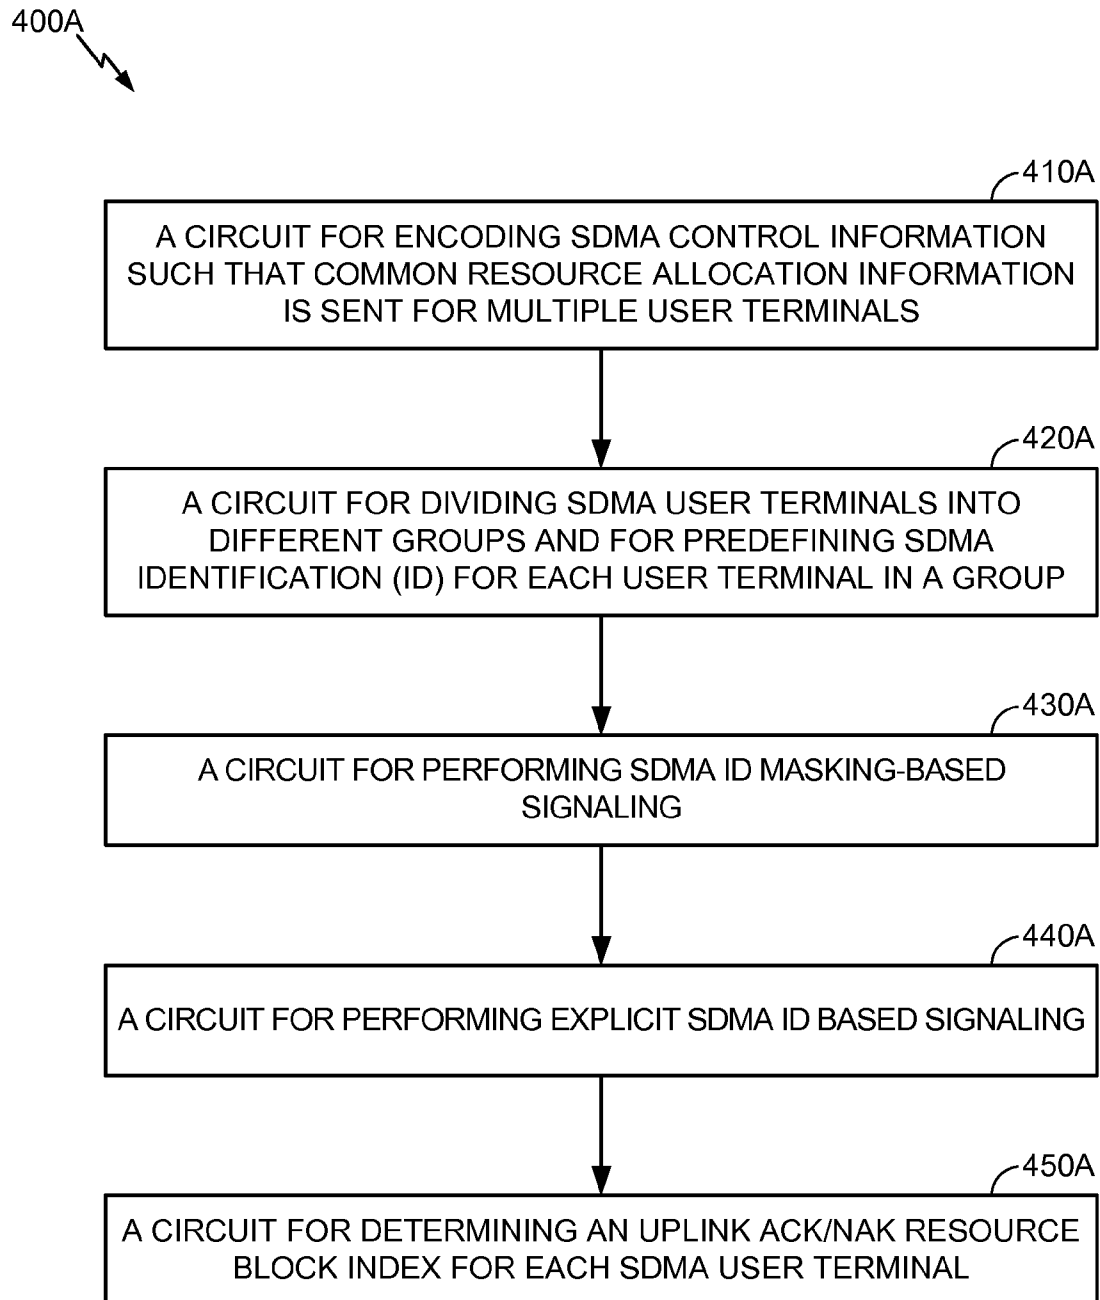 400A
410A
A CIRCUIT FOR ENCODING SDMA CONTROL INFORMATION
SUCH THAT COMMON RESOURCE ALLOCATION INFORMATION
IS SENT FOR MULTIPLE USER TERMINALS
420A
A CIRCUIT FOR DIVIDING SDMA USER TERMINALS INTO
DIFFERENT GROUPS AND FOR PREDEFINING SDMA
IDENTIFICATION (ID) FOR EACH USER TERMINAL IN A GROUP
430A
A CIRCUIT FOR PERFORMING SDMA ID MASKING-BASED
SIGNALING
440A
A CIRCUIT FOR PERFORMING EXPLICIT SDMA ID BASED SIGNALING
450A
A CIRCUIT FOR DETERMINING AN UPLINK ACK/NAK RESOURCE
BLOCK INDEX FOR EACH SDMA USER TERMINAL